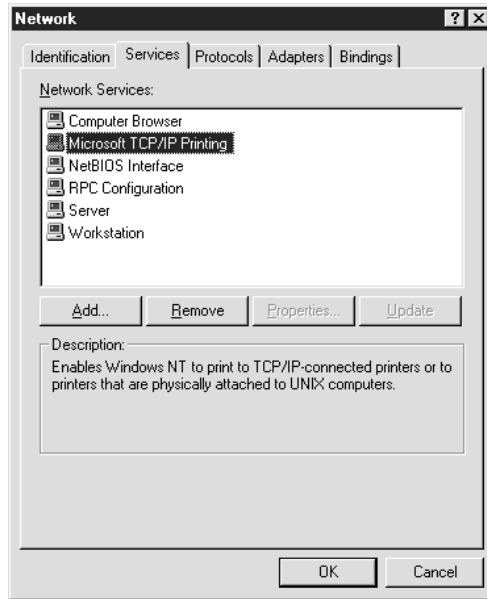 Network
Identification Services Protocols Adapters Bindings
Network Services:
Computer Browser
Microsoft TCP/IP Printing
NetBIOS Interface
RPC Configuration
Server
Workstation
Add... Remove Properties... Update
Description:
Enables Windows NT to print to TCP/IP-connected printers or to
printers that are physically attached to UNIX computers.
OK Cancel